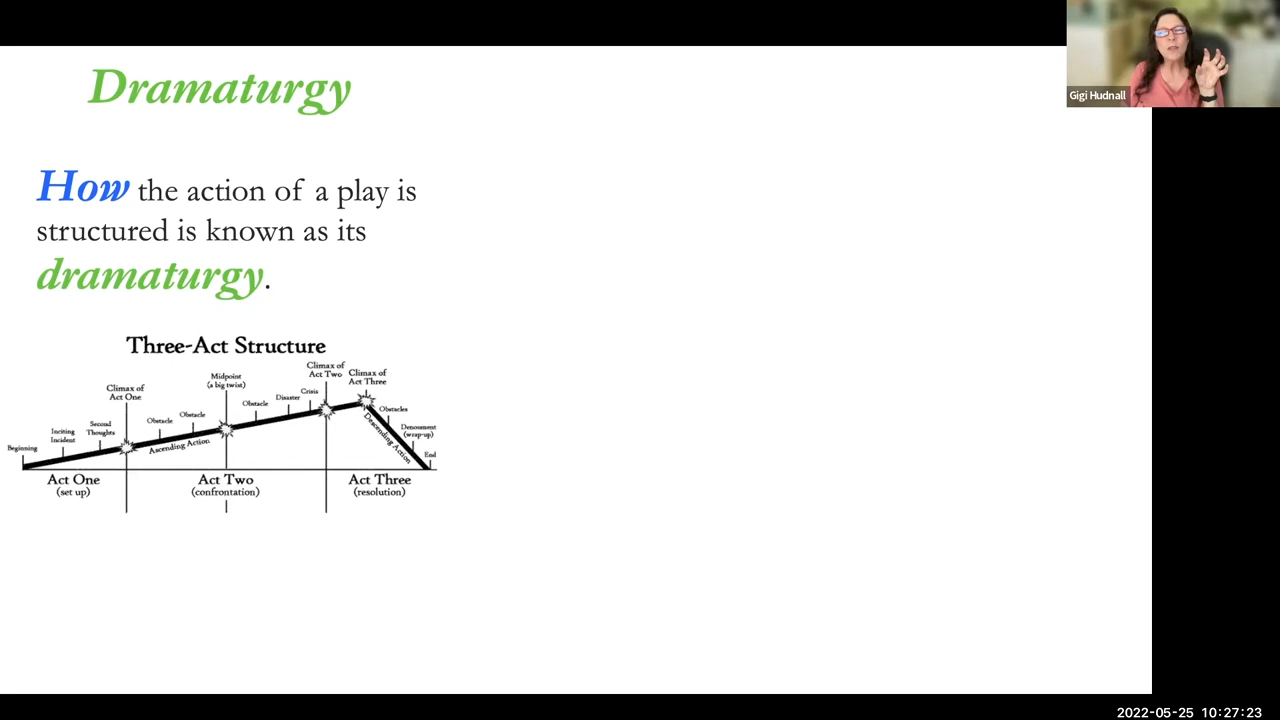 Dramaturgy
Gigi Hudnall
How the action of a play is
structured is known as its
dramaturgy.
Three-Act Structure
Climax of
Act One
Midpoint
(a big twist)
Climax of
Act Two
Climax of
Act Three
Beginning
Inciting
Incident
Second
Thoughts
Obstacle
Obstacle
Obstacle
Disaster
Crisis
Obstacles
Denoument
(wrap-up)
End
Ascending Action
Descending Action
Act One
(set up)
Act Two
(confrontation)
Act Three
(resolution)
2022-05-25 10:27:23